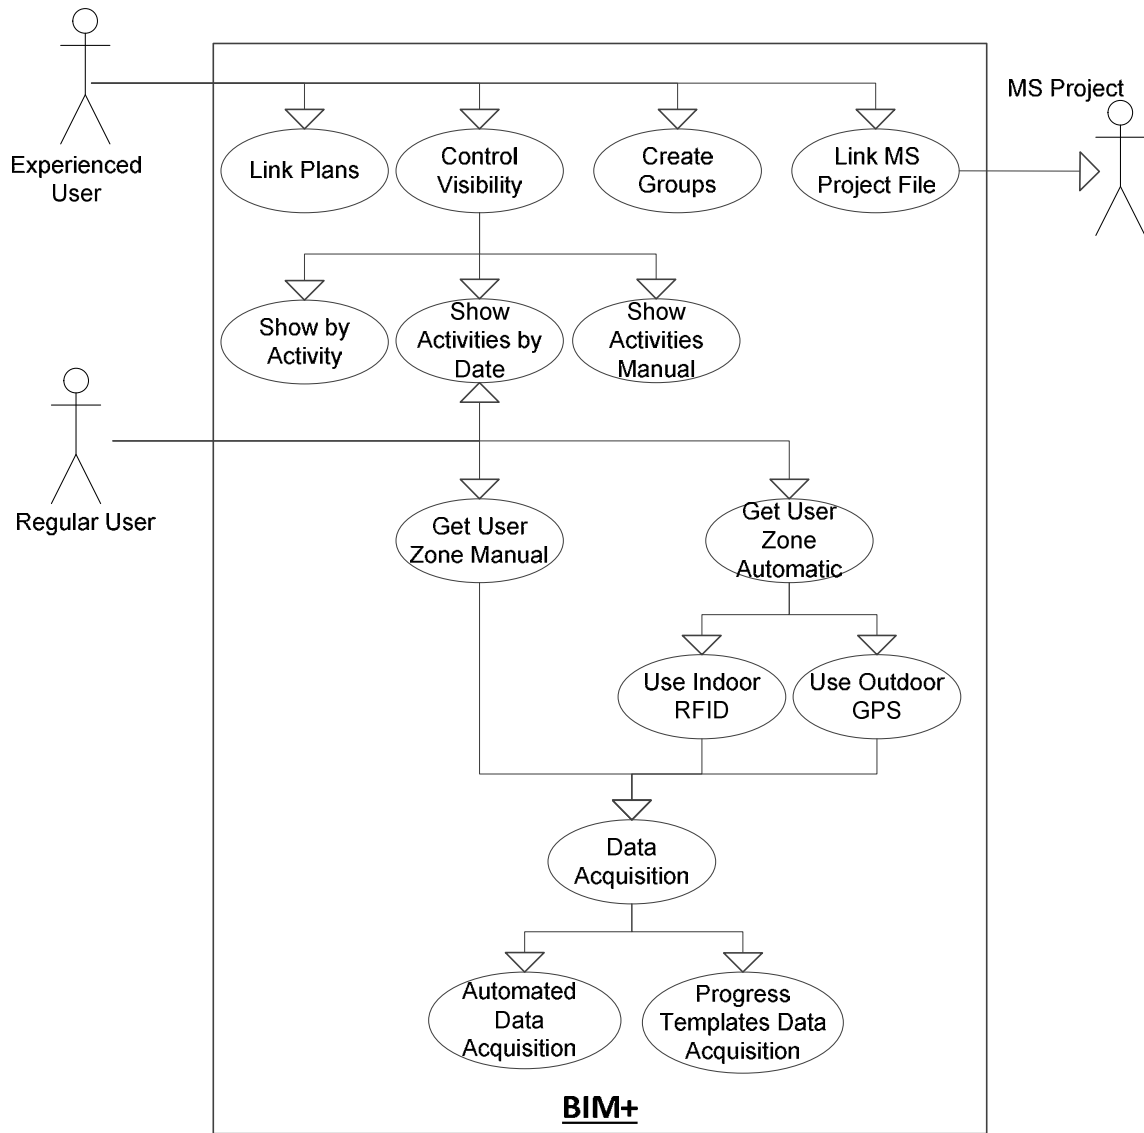 MS Project
Experienced
User
Link Plans
Control
Visibility
Create
Groups
Link MS
Project File
Show by
Activity
Show
Activities by
Date
Show
Activities
Manual
Regular User
Get User
Zone Manual
Get User
Zone
Automatic
Use Indoor
RFID
Use Outdoor
GPS
Data
Acquisition
Automated
Data
Acquisition
Progress
Templates Data
Acquisition
BIM+